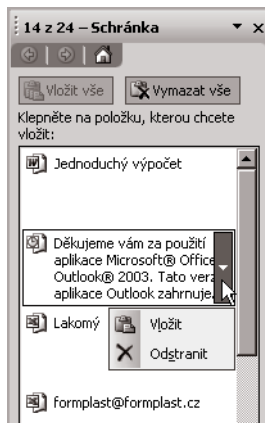 14 z 24 – Schránka
Vložit vše
Vymazat vše
Klepněte na položku, kterou chcete
vložit:
Jednoduchý výpočet
Děkujeme vám za použití
aplikace Microsoft® Office
Outlook® 2003. Tato verz
aplikace Outlook zahrnuje
Lakomý
Vložit
Odstranit
formplast@formplast.cz